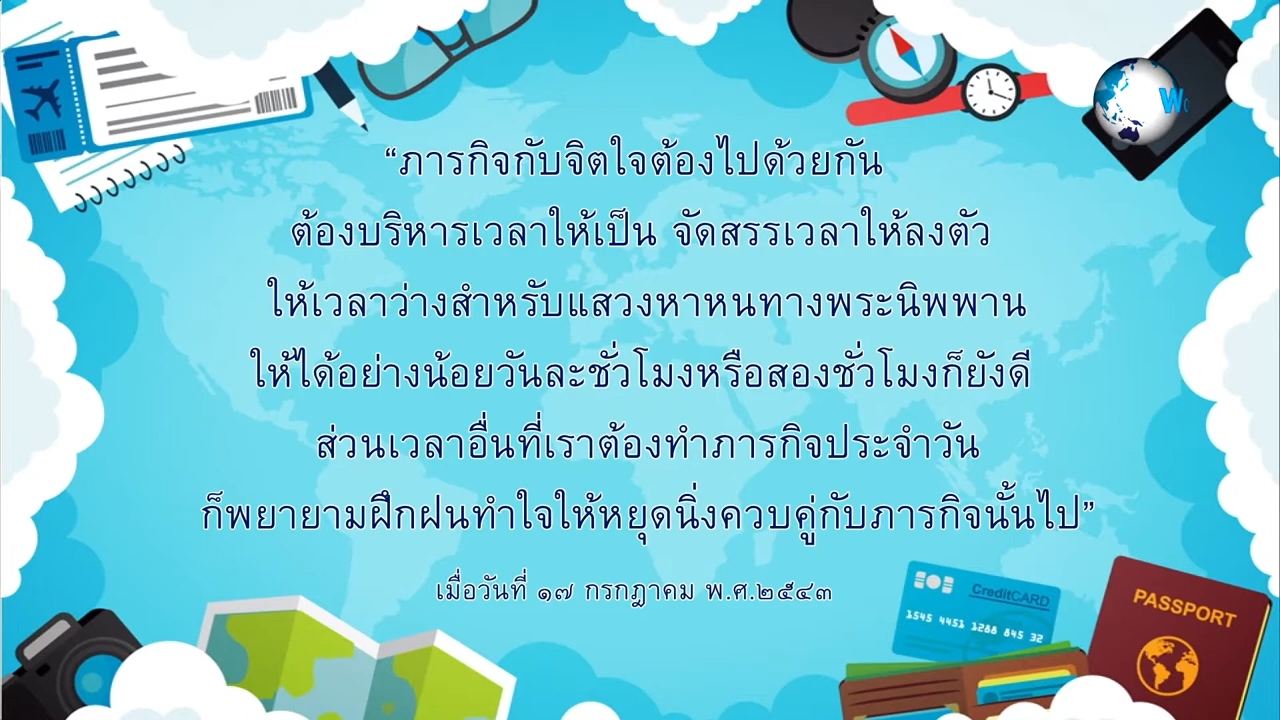 W
“ภารกิจกับจิตใจต้องไปด้วยกัน
ต้องบริหารเวลาให้เป็น จัดสรรเวลาให้ลงตัว
ให้เวลาว่างสำหรับแสวงหาหนทางพระนิพพาน
ให้ได้อย่างน้อยวันละชั่วโมงหรือสองชั่วโมงก็ยังดี
ส่วนเวลาอื่นที่เราต้องทำภารกิจประจำวัน
ก็พยายามฝึกฝนทำใจให้หยุดนิ่งควบคู่กับภารกิจนั้นไป”
เมื่อวันที่ ๑๗ กรกฎาคม พ.ศ.๒๕๔๓
CreditCARD
1545 4451 1288 845 32
PASSPORT